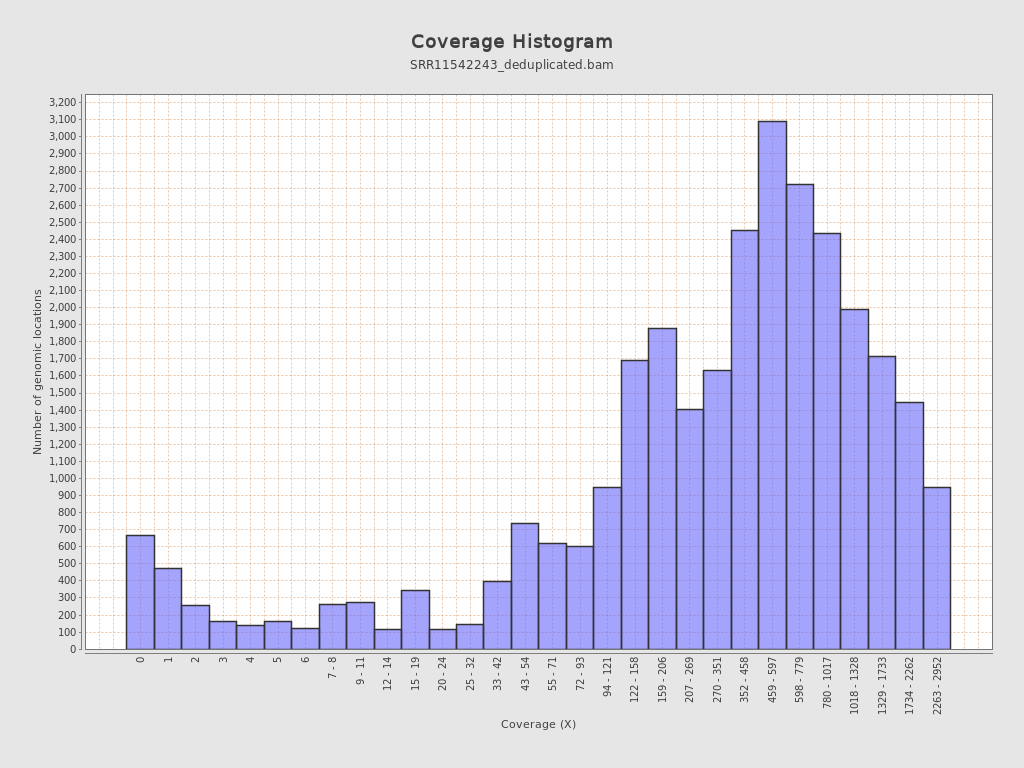 Coverage Histogram
SRR11542243_deduplicated.bam
3,200
3,100
3,000
2,900
2,800
2,700
2,600
2,500
2,400
2,300
2,200
2,100
2,000
1,900
1,800
1,700
1,600
1,500
1,400
1,300
1,200
1,100
1,000
900
800
700
600
500
400
300
200
100
0
Number of genomic locations
0
1
2
3
4
5
6
7 - 8
9 - 11
12 - 14
15 - 19
20 - 24
25 - 32
33 - 42
43 - 54
55 - 71
72 - 93
94 - 121
122 - 158
159 - 206
207 - 269
270 - 351
352 - 458
459 - 597
598 - 779
780 - 1017
1018 - 1328
1329 - 1733
1734 - 2262
2263 - 2952
Coverage (X)